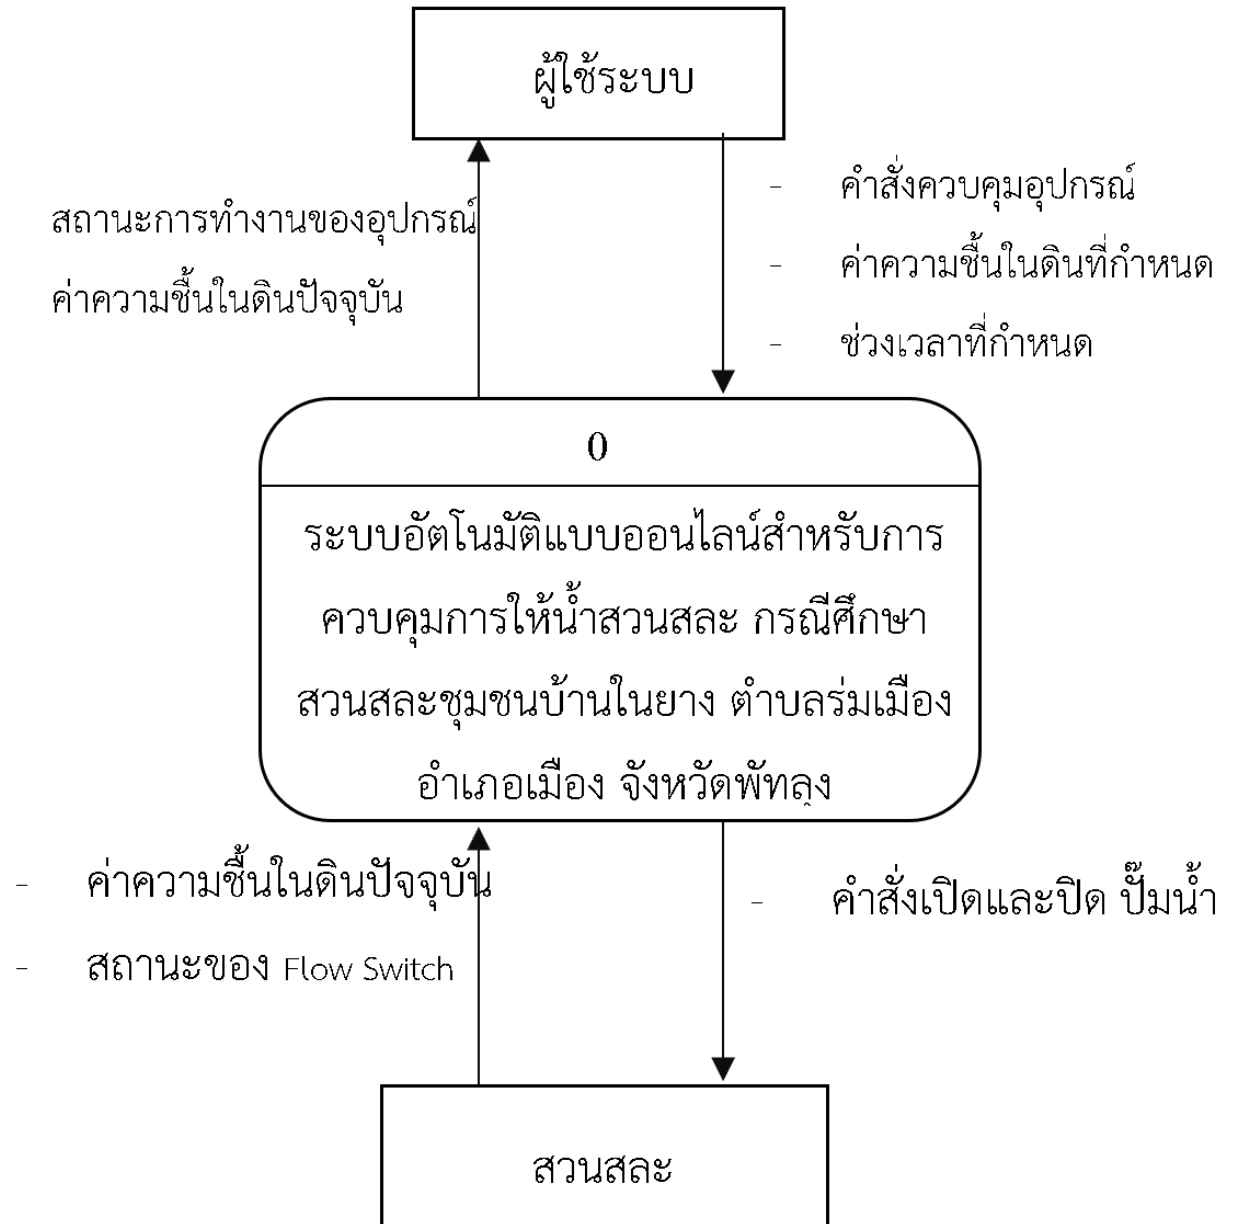 ผู้ใช้ระบบ
สถานะการทำงานของอุปกรณ์
ค่าความชื้นในดินปัจจุบัน
- คำสั่งควบคุมอุปกรณ์
- ค่าความชื้นในดินที่กำหนด
- ช่วงเวลาที่กำหนด
0
ระบบอัตโนมัติแบบออนไลน์สำหรับการ
ควบคุมการให้น้ำสวนสละ กรณีศึกษา
สวนสละชุมชนบ้านในยาง ตำบลร่มเมือง
อำเภอเมือง จังหวัดพัทลุง
- ค่าความชื้นในดินปัจจุบัน
- สถานะของ Flow Switch
- คำสั่งเปิดและปิด ปั๊มน้ำ
สวนสละ